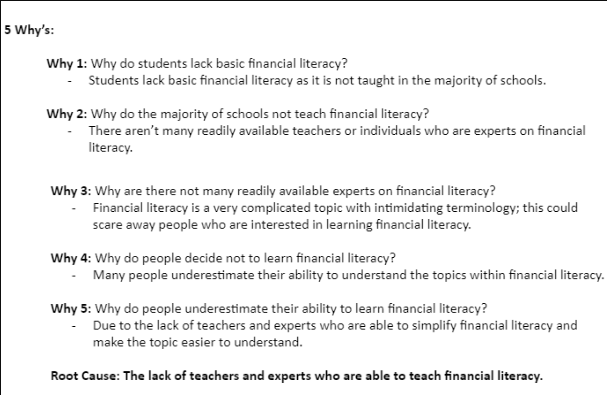 5 Why's:
Why 1: Why do students lack basic financial literacy?
- Students lack basic financial literacy as it is not taught in the majority of schools.
Why 2: Why do the majority of schools not teach financial literacy?
- There aren't many readily available teachers or individuals who are experts on financial
literacy.
Why 3: Why are there not many readily available experts on financial literacy?
- Financial literacy is a very complicated topic with intimidating terminology; this could
scare away people who are interested in learning financial literacy.
Why 4: Why do people decide not to learn financial literacy?
- Many people underestimate their ability to understand the topics within financial literacy.
Why 5: Why do people underestimate their ability to learn financial literacy?
- Due to the lack of teachers and experts who are able to simplify financial literacy and
make the topic easier to understand.
Root Cause: The lack of teachers and experts who are able to teach financial literacy.